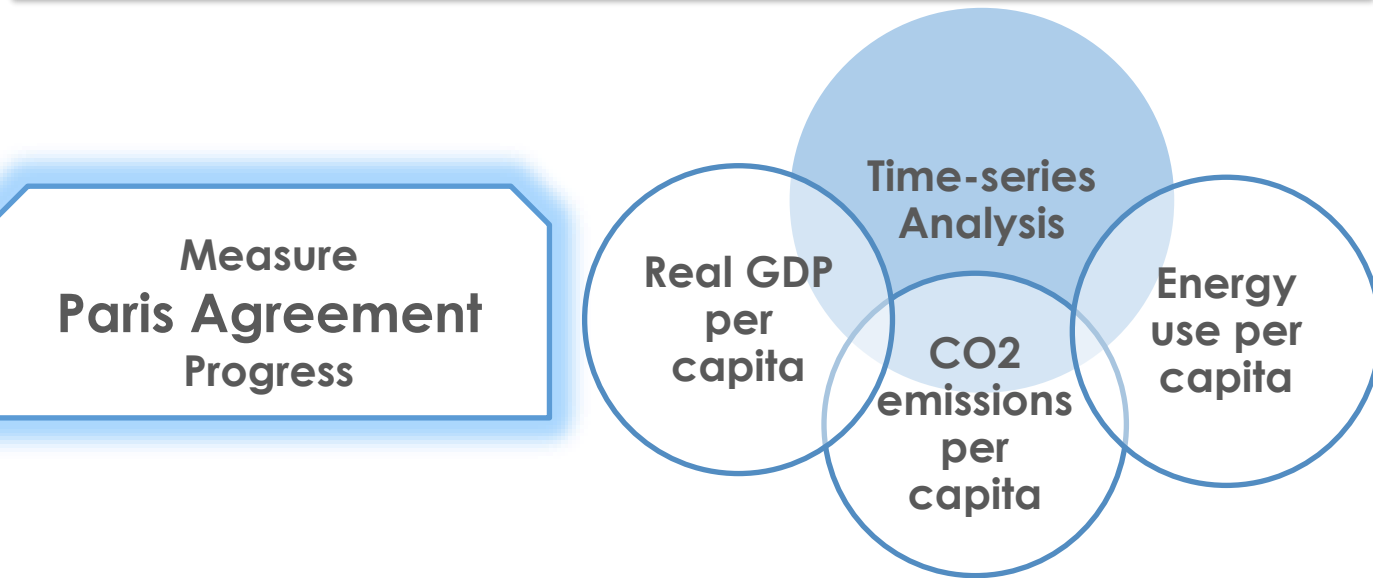 Measure
Paris Agreement
Progress
Time-series
Analysis
Real GDP
per
capita
CO2
emissions
per
capita
Energy
use per
capita